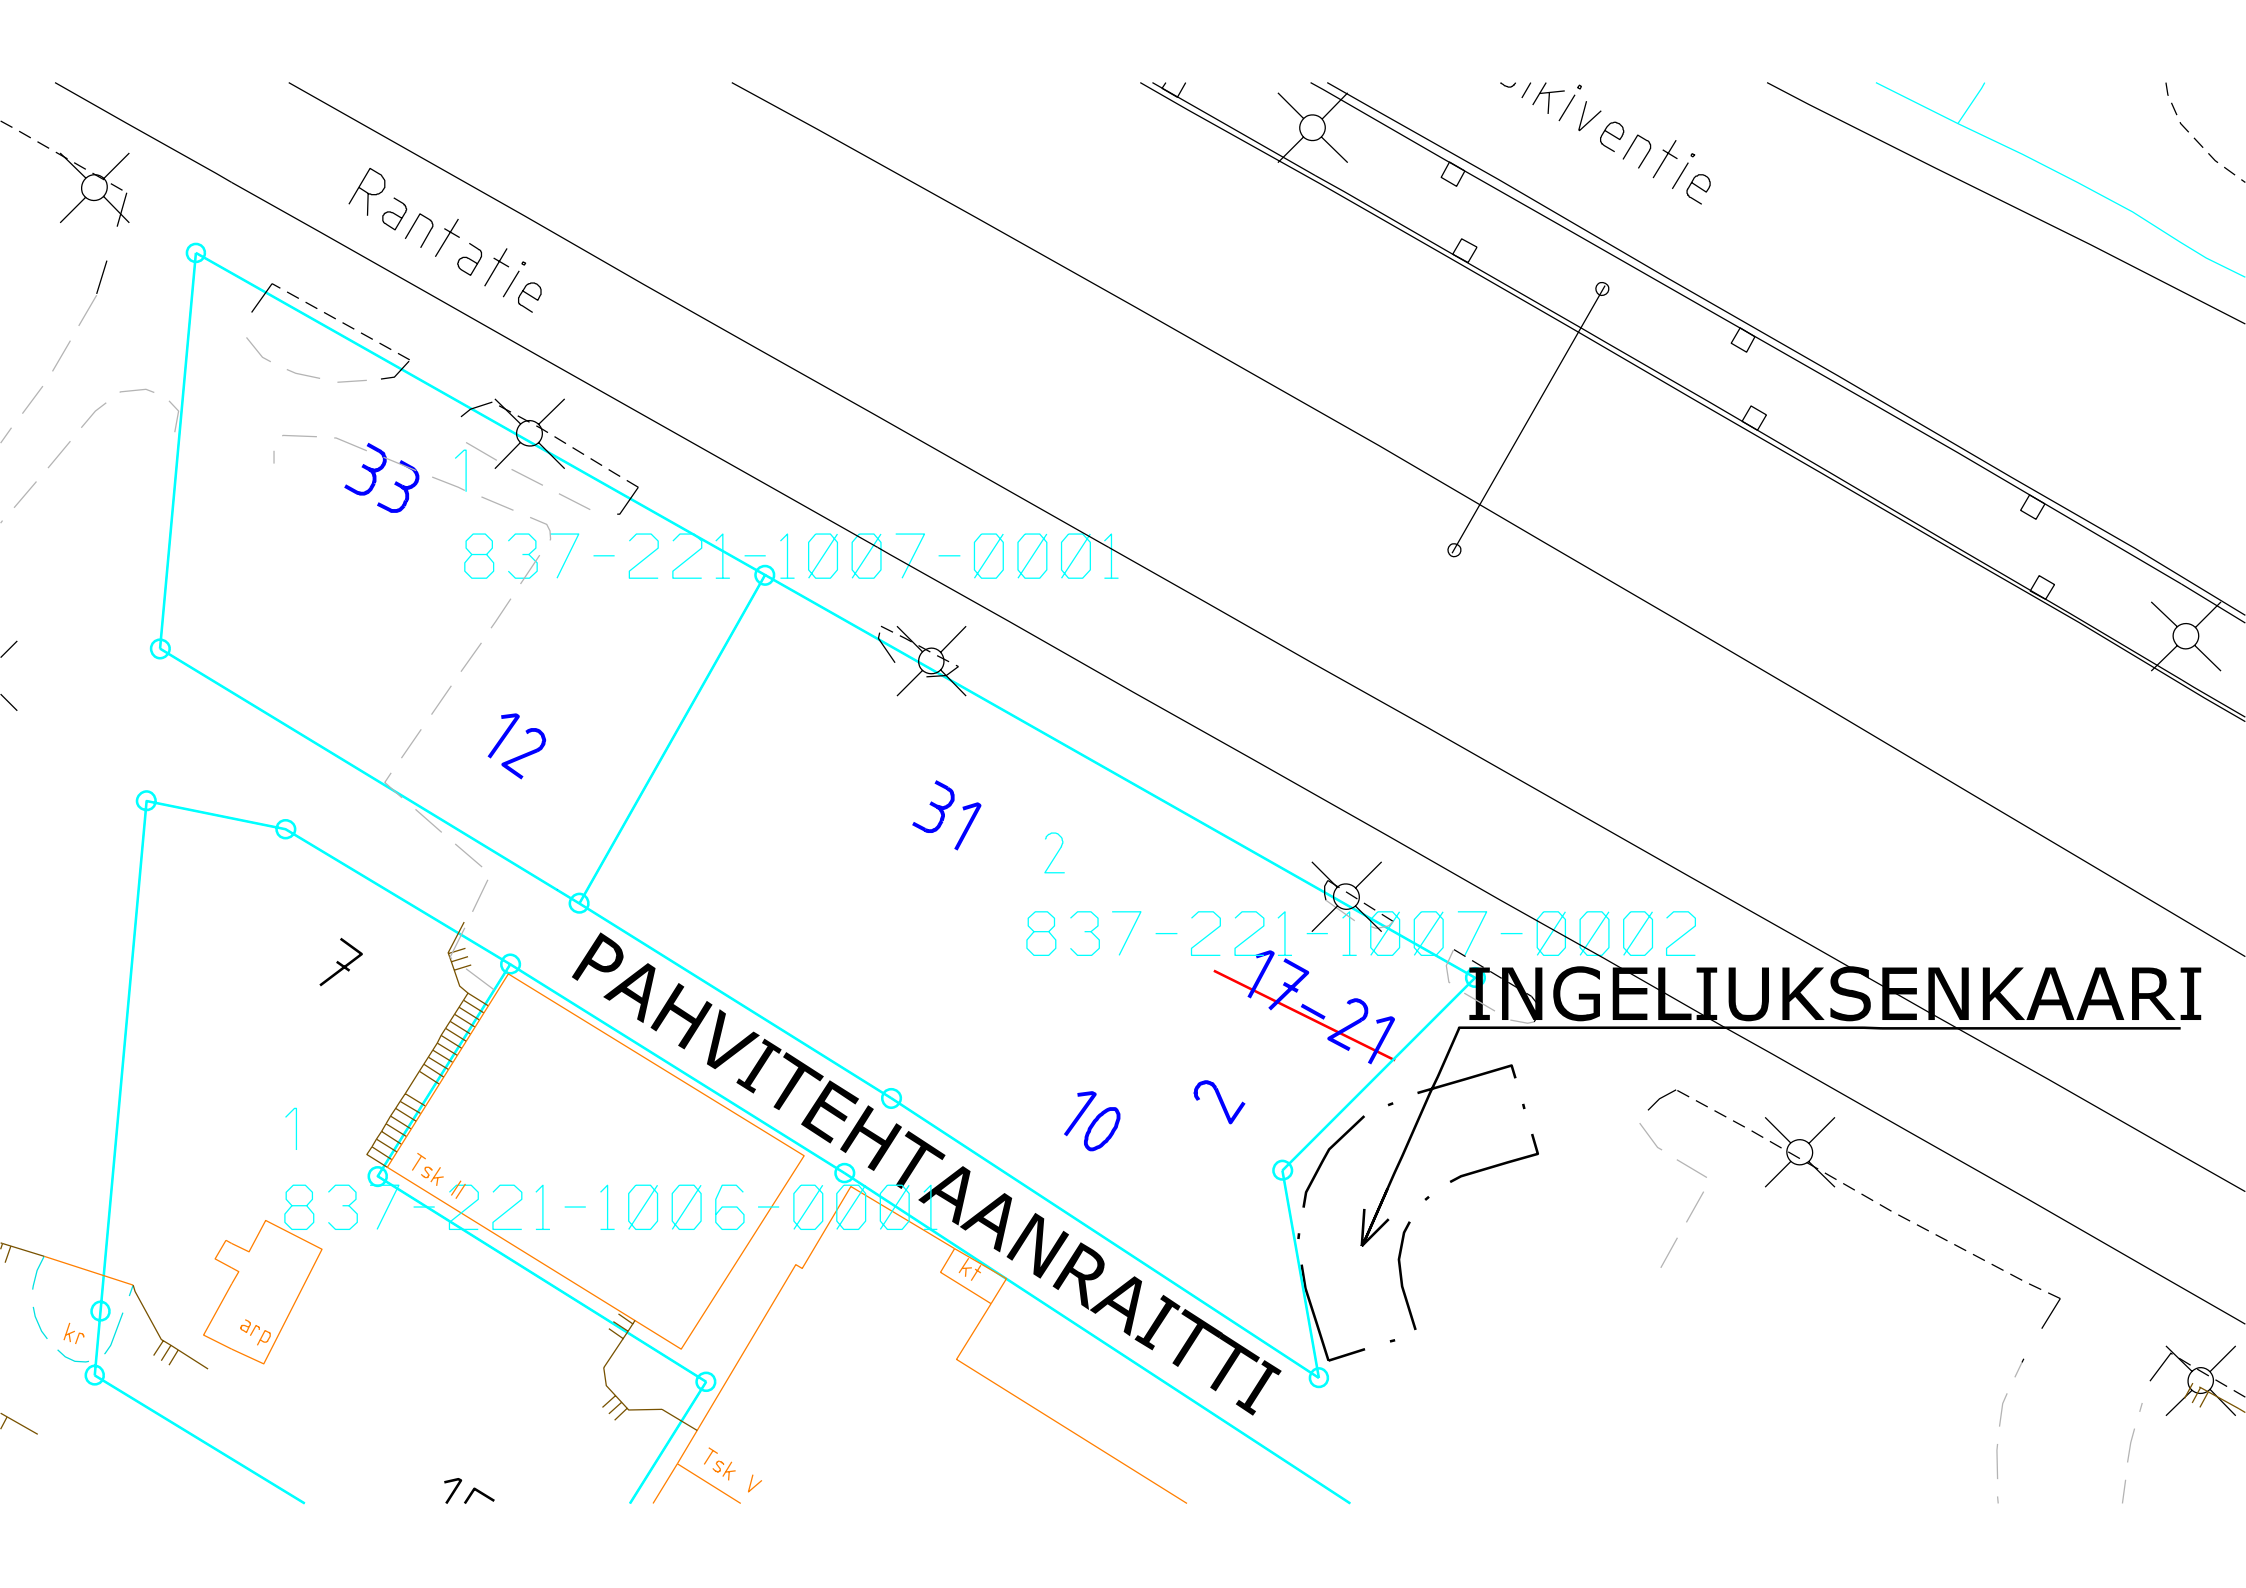 lkiventie
Rantatie
33
1
837-221-1007-0001
12
31
2
837-221-1007-0002
17-21
INGELIUKSENKAARI
7
PAHVITEHTAANRAITTI
10
2
1
Tsk II
837-221-1006-0001
kt
kr
arp
Tsk V